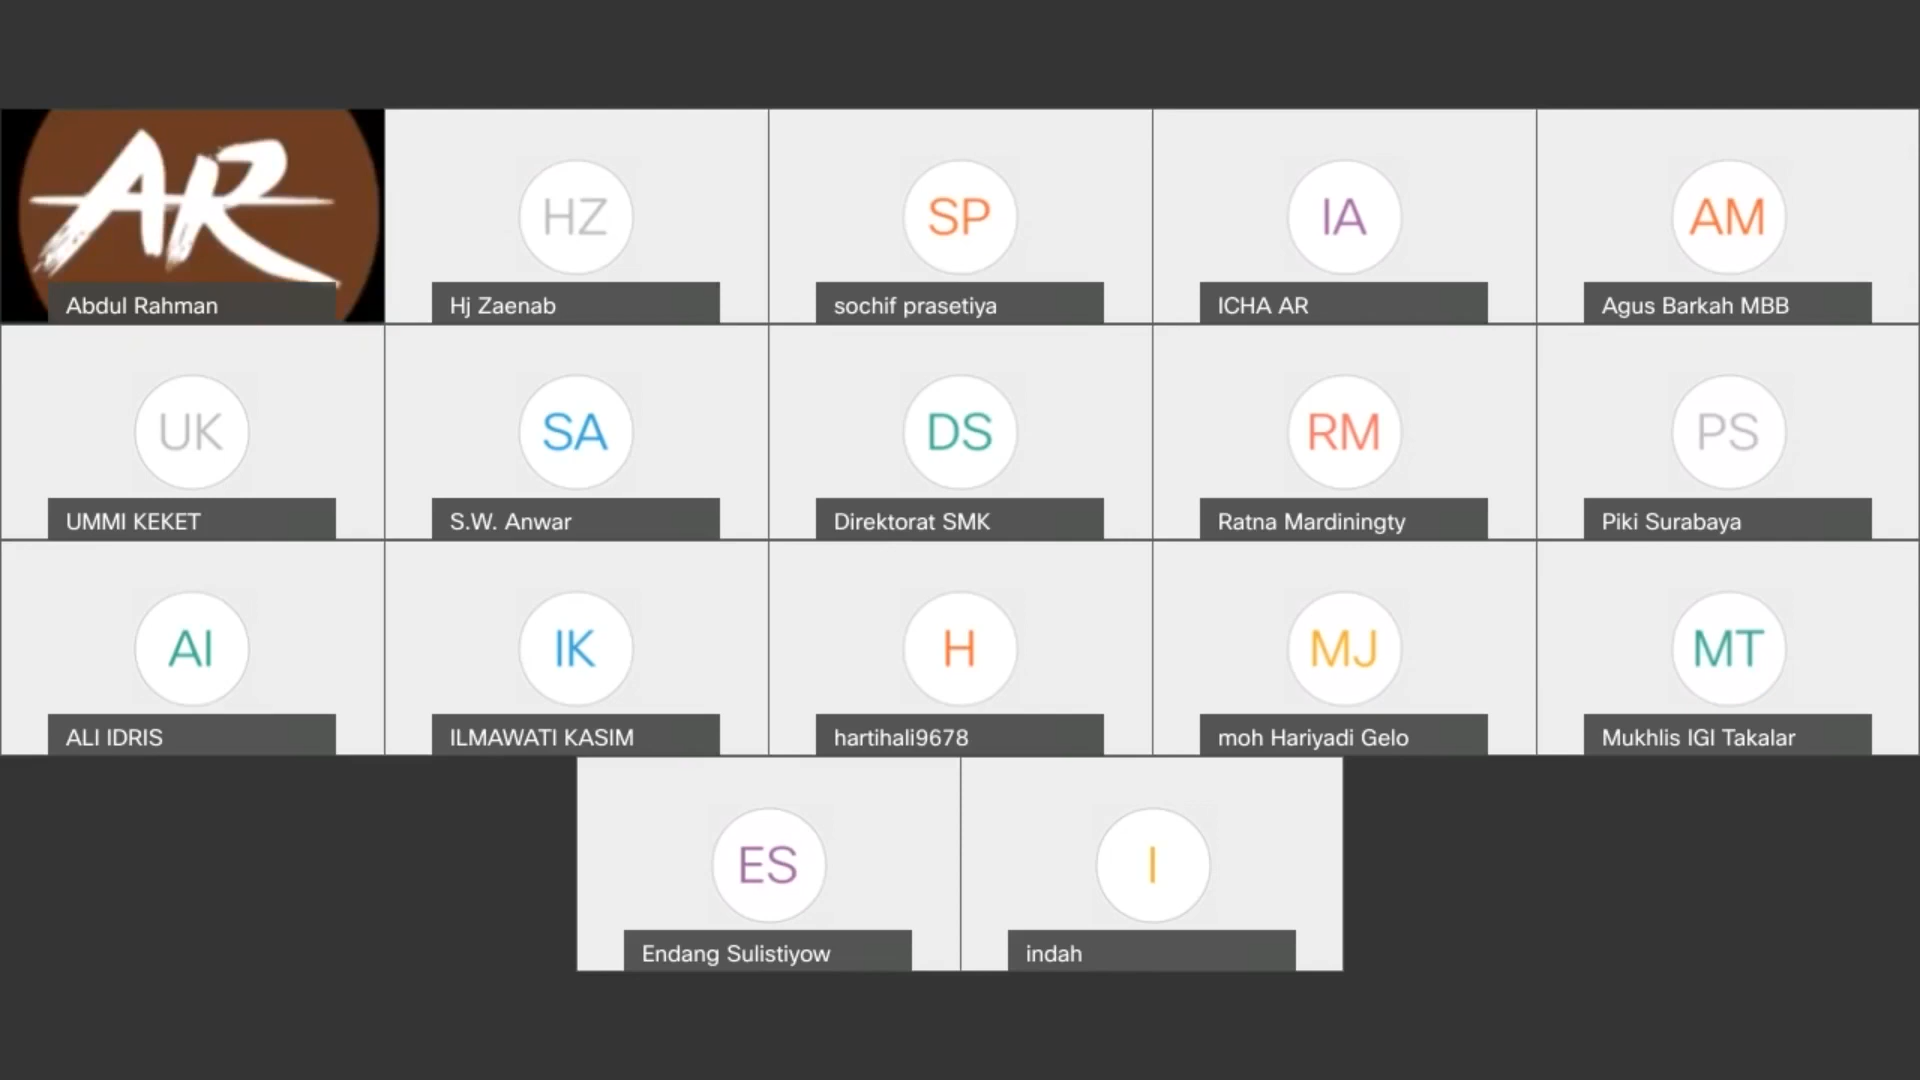 AR
Abdul Rahman
HZ
Hj Zaenab
SP
sochif prasetiya
IA
ICHA AR
AM
Agus Barkah MBB
UK
UMMI KEKET
SA
S.W. Anwar
DS
Direktorat SMK
RM
Ratna Mardiningty
PS
Piki Surabaya
AI
ALI IDRIS
IK
ILMAWATI KASIM
H
hartihali9678
MJ
moh Hariyadi Gelo
MT
Mukhlis IGI Takalar
ES
Endang Sulistiyow
I
indah